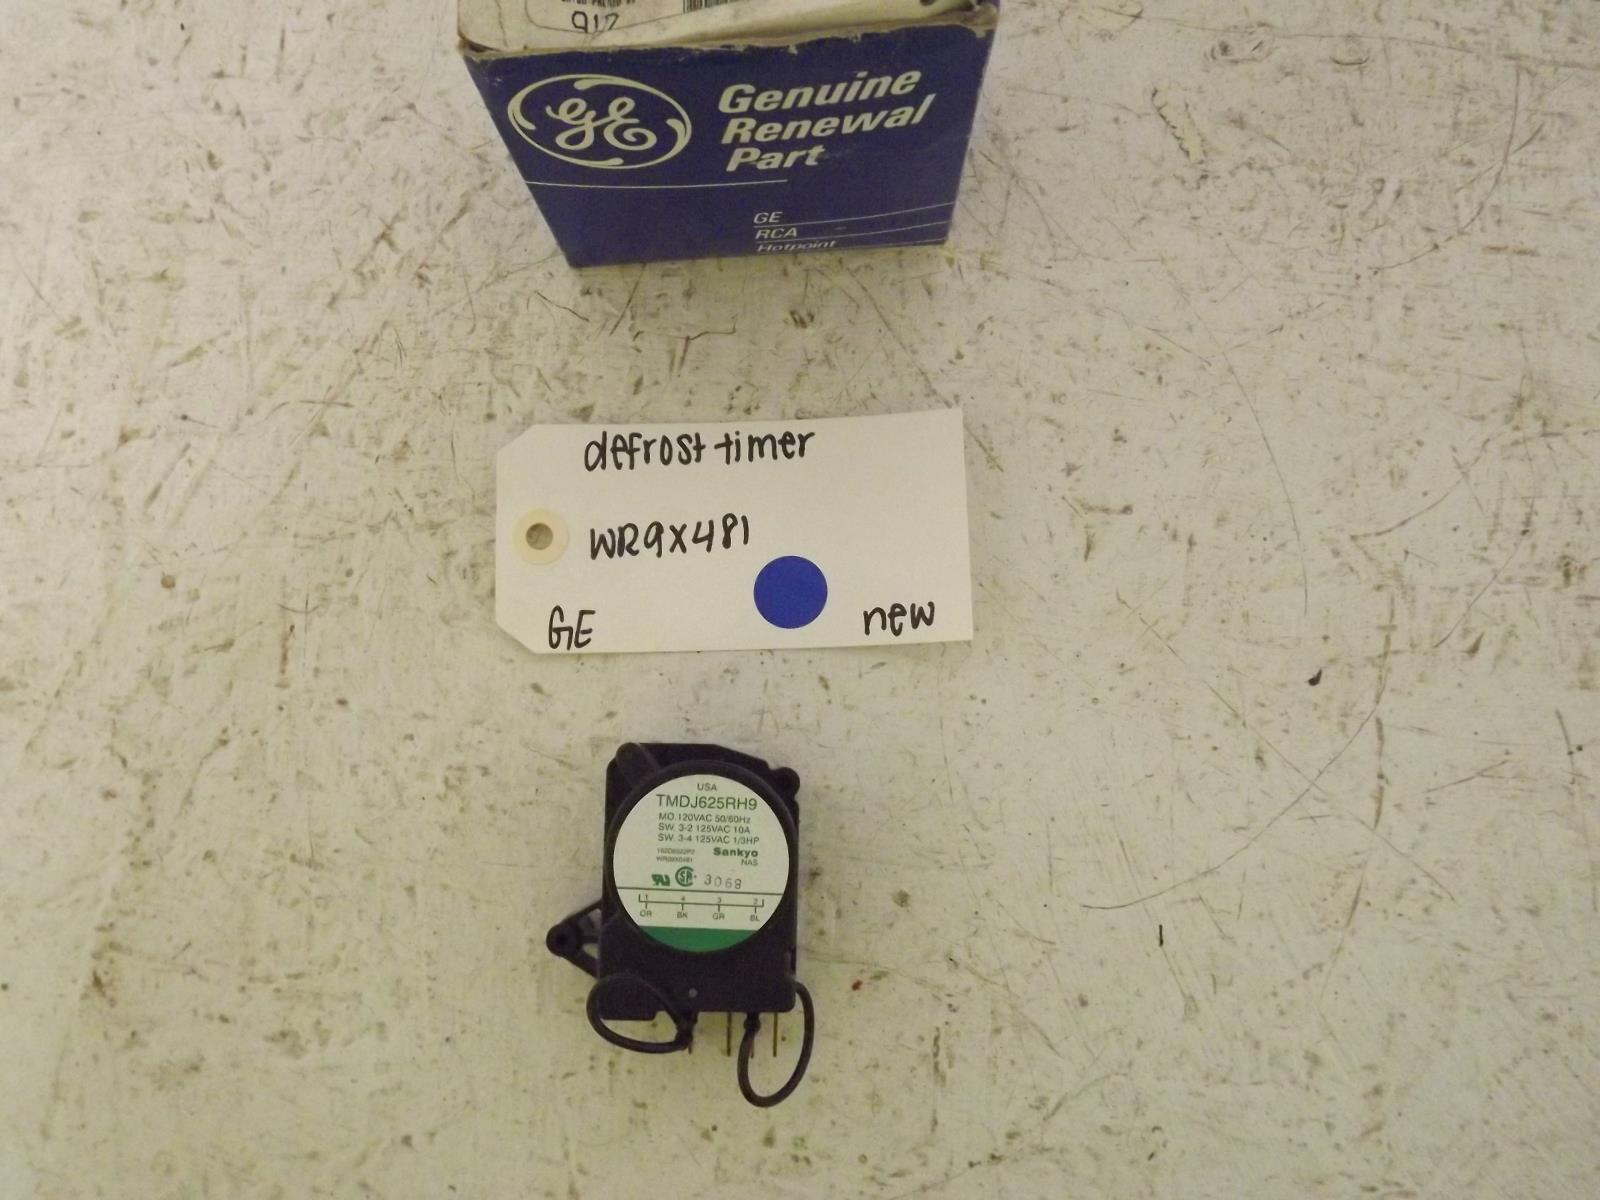 917
GE
Genuine
Renewal
Part
GE
RCA
Hotpoint
defrost timer
WR9X481
GE
new
USA
TMDJ625RH9
MO. 120VAC 50/60Hz
SW. 3-2 125VAC 10A
SW. 3-4 125VAC 1/3HP
Sankyo
WR09X0481 NAS
3068
1 4 3 2
OR BK GR BL